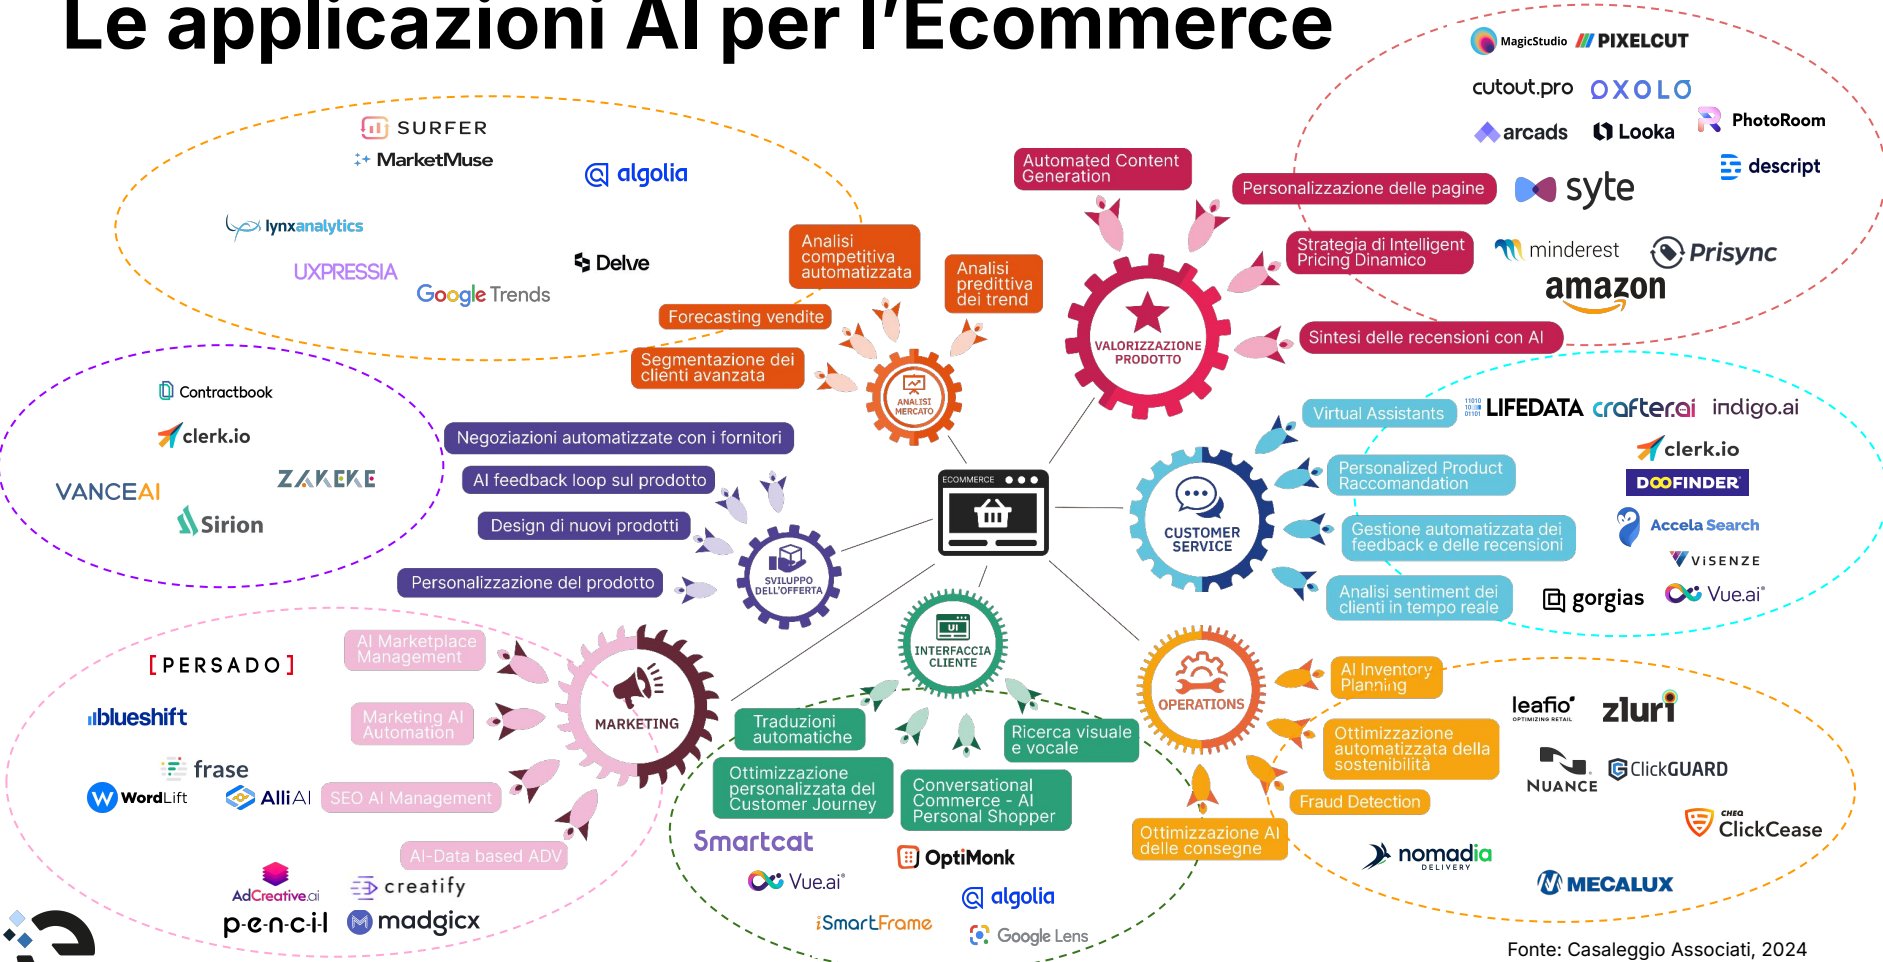 Le applicazioni AI per l'Ecommerce
SURFER
MarketMuse
algolia
lynxanalytics
UXPRESSIA
Delve
Google Trends
Analisi
competitiva
automatizzata
Analisi
predittiva
dei trend
Forecasting vendite
Segmentazione dei
clienti avanzata
ANALISI
MERCATO
Automated Content
Generation
Personalizzazione delle pagine
Strategia di Intelligent
Pricing Dinamico
Sintesi delle recensioni con AI
VALORIZZAZIONE
PRODOTTO
MagicStudio
PIXELCUT
cutout.pro
OXOLO
arcads
Looka
PhotoRoom
descript
syte
minderest
Prisync
amazon
Contractbook
clerk.io
VANCEAI
ZAKEKE
Sirion
Negoziazioni automatizzate con i fornitori
AI feedback loop sul prodotto
Design di nuovi prodotti
Personalizzazione del prodotto
SVILUPPO
DELL'OFFERTA
ECOMMERCE
Virtual Assistants
Personalized Product
Raccomandation
Gestione automatizzata dei
feedback e delle recensioni
Analisi sentiment dei
clienti in tempo reale
CUSTOMER
SERVICE
11010
10
01101
LIFEDATA
crafter.ai
indigo.ai
clerk.io
DOOFINDER
Accela Search
ViSENZE
gorgias
Vue.ai
[PERSADO]
blueshift
frase
WordLift
AlliAI
AI Marketplace
Management
Marketing AI
Automation
SEO AI Management
AI-Data based ADV
MARKETING
AdCreative.ai
creatify
p-e-n-c-i-l
madgicx
UI
INTERFACCIA
CLIENTE
Traduzioni
automatiche
Ricerca visuale
e vocale
Ottimizzazione
personalizzata del
Customer Journey
Conversational
Commerce - AI
Personal Shopper
Smartcat
OptiMonk
Vue.ai
algolia
iSmartFrame
Google Lens
OPERATIONS
AI Inventory
Planning
Ottimizzazione
automatizzata della
sostenibilità
Fraud Detection
Ottimizzazione AI
delle consegne
leafio
OPTIMIZING RETAIL
zluri
NUANCE
ClickGUARD
CHEQ
ClickCease
nomadia
DELIVERY
MECALUX
Fonte: Casaleggio Associati, 2024